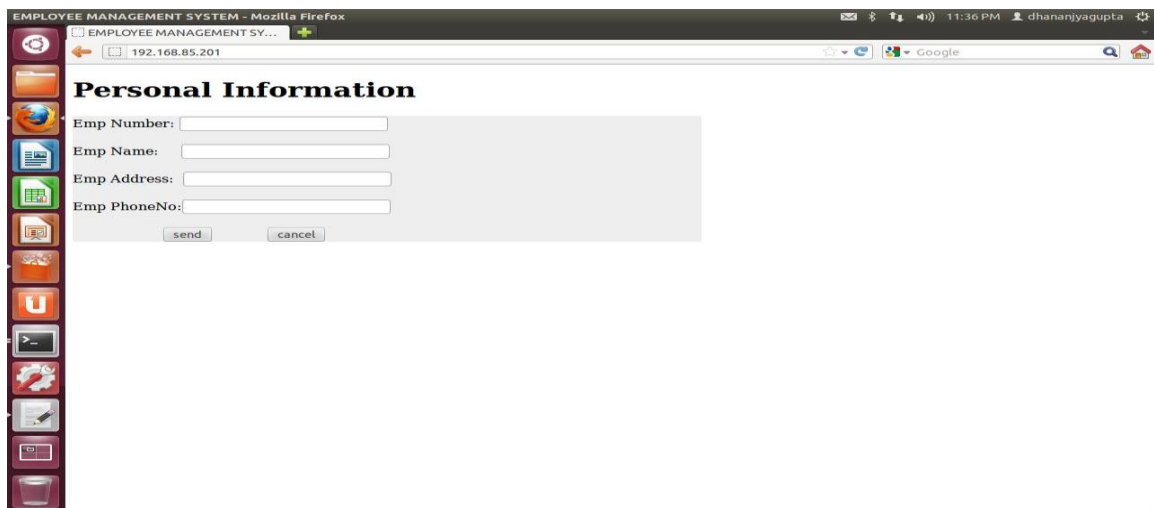 EMPLOYEE MANAGEMENT SYSTEM - Mozilla Firefox 11:36 PM dhananjyagupta
EMPLOYEE MANAGEMENT SY...
192.168.85.201 Google
Personal Information
Emp Number:
Emp Name:
Emp Address:
Emp PhoneNo:
send cancel